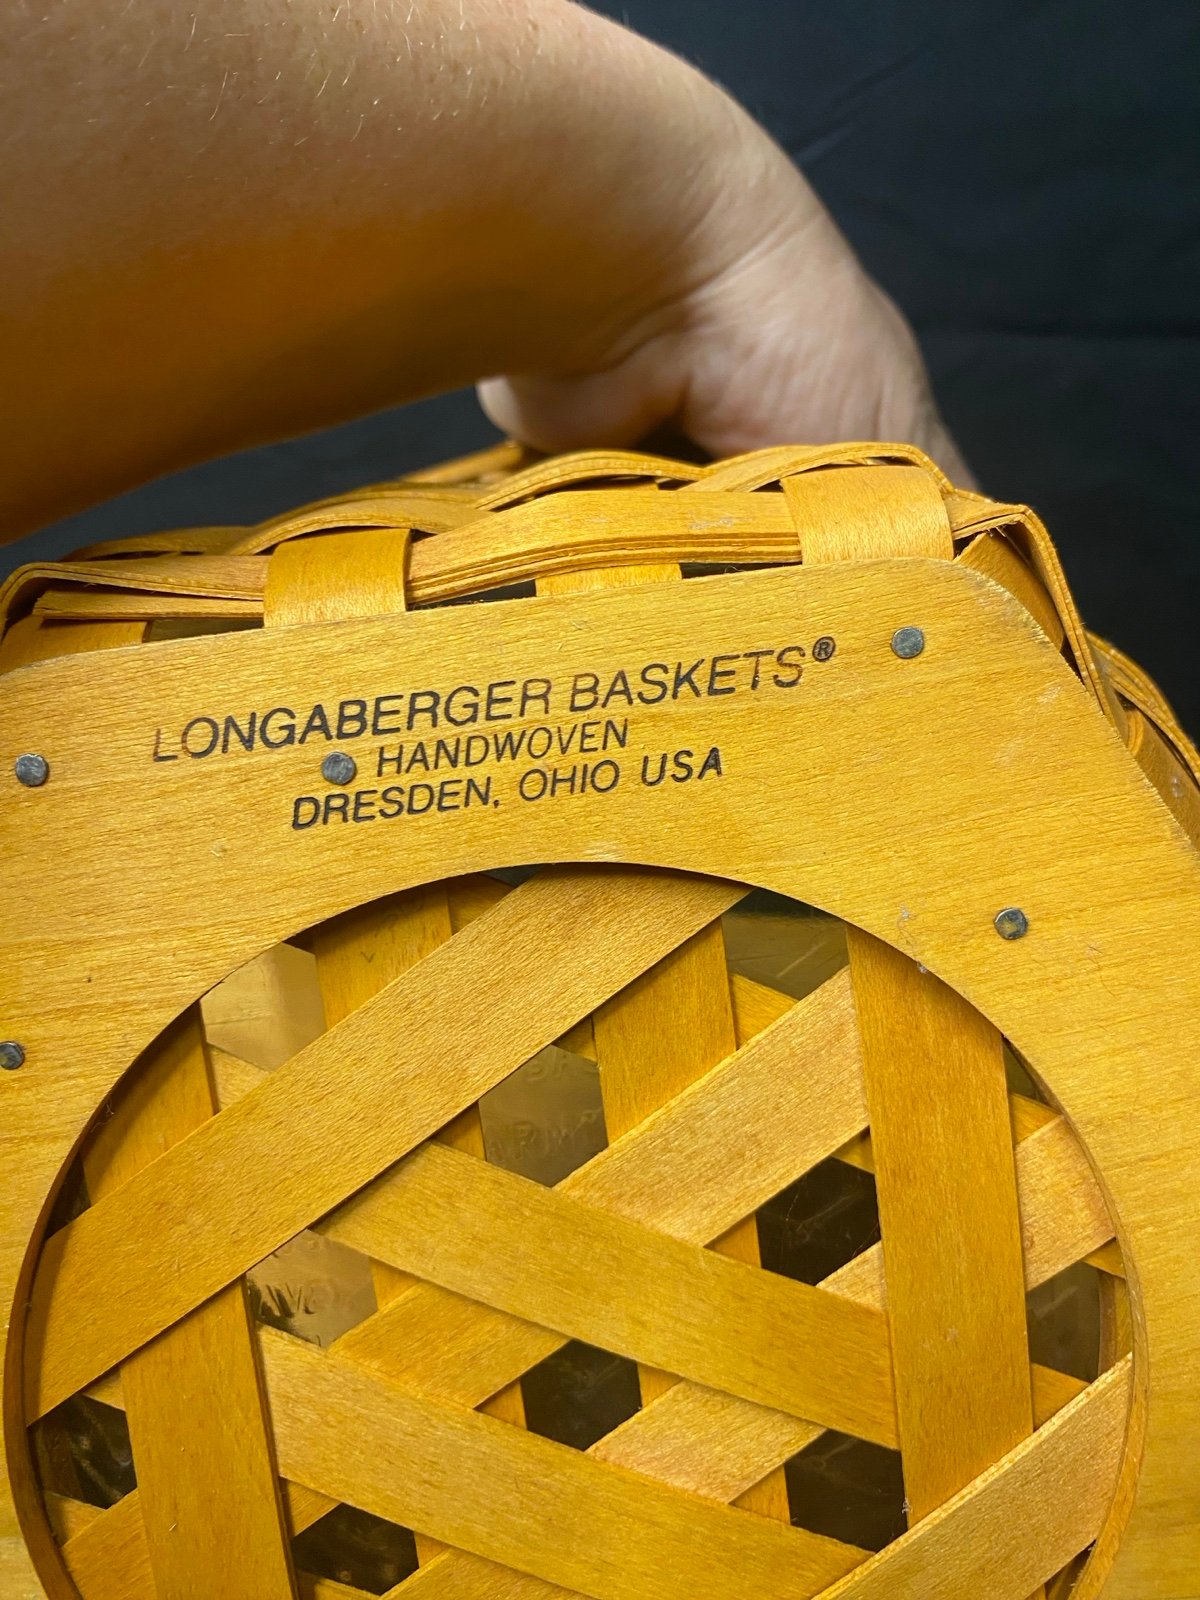 LONGABERGER BASKETS®
HANDWOVEN
DRESDEN, OHIO USA